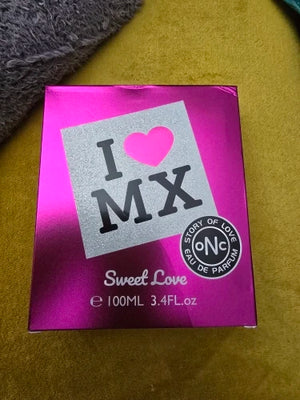 I ♥ 
MX
STORY OF LOVE
oNc
EAU DE PARFUM
Sweet Love
℮ 100ML 3.4FL.oz